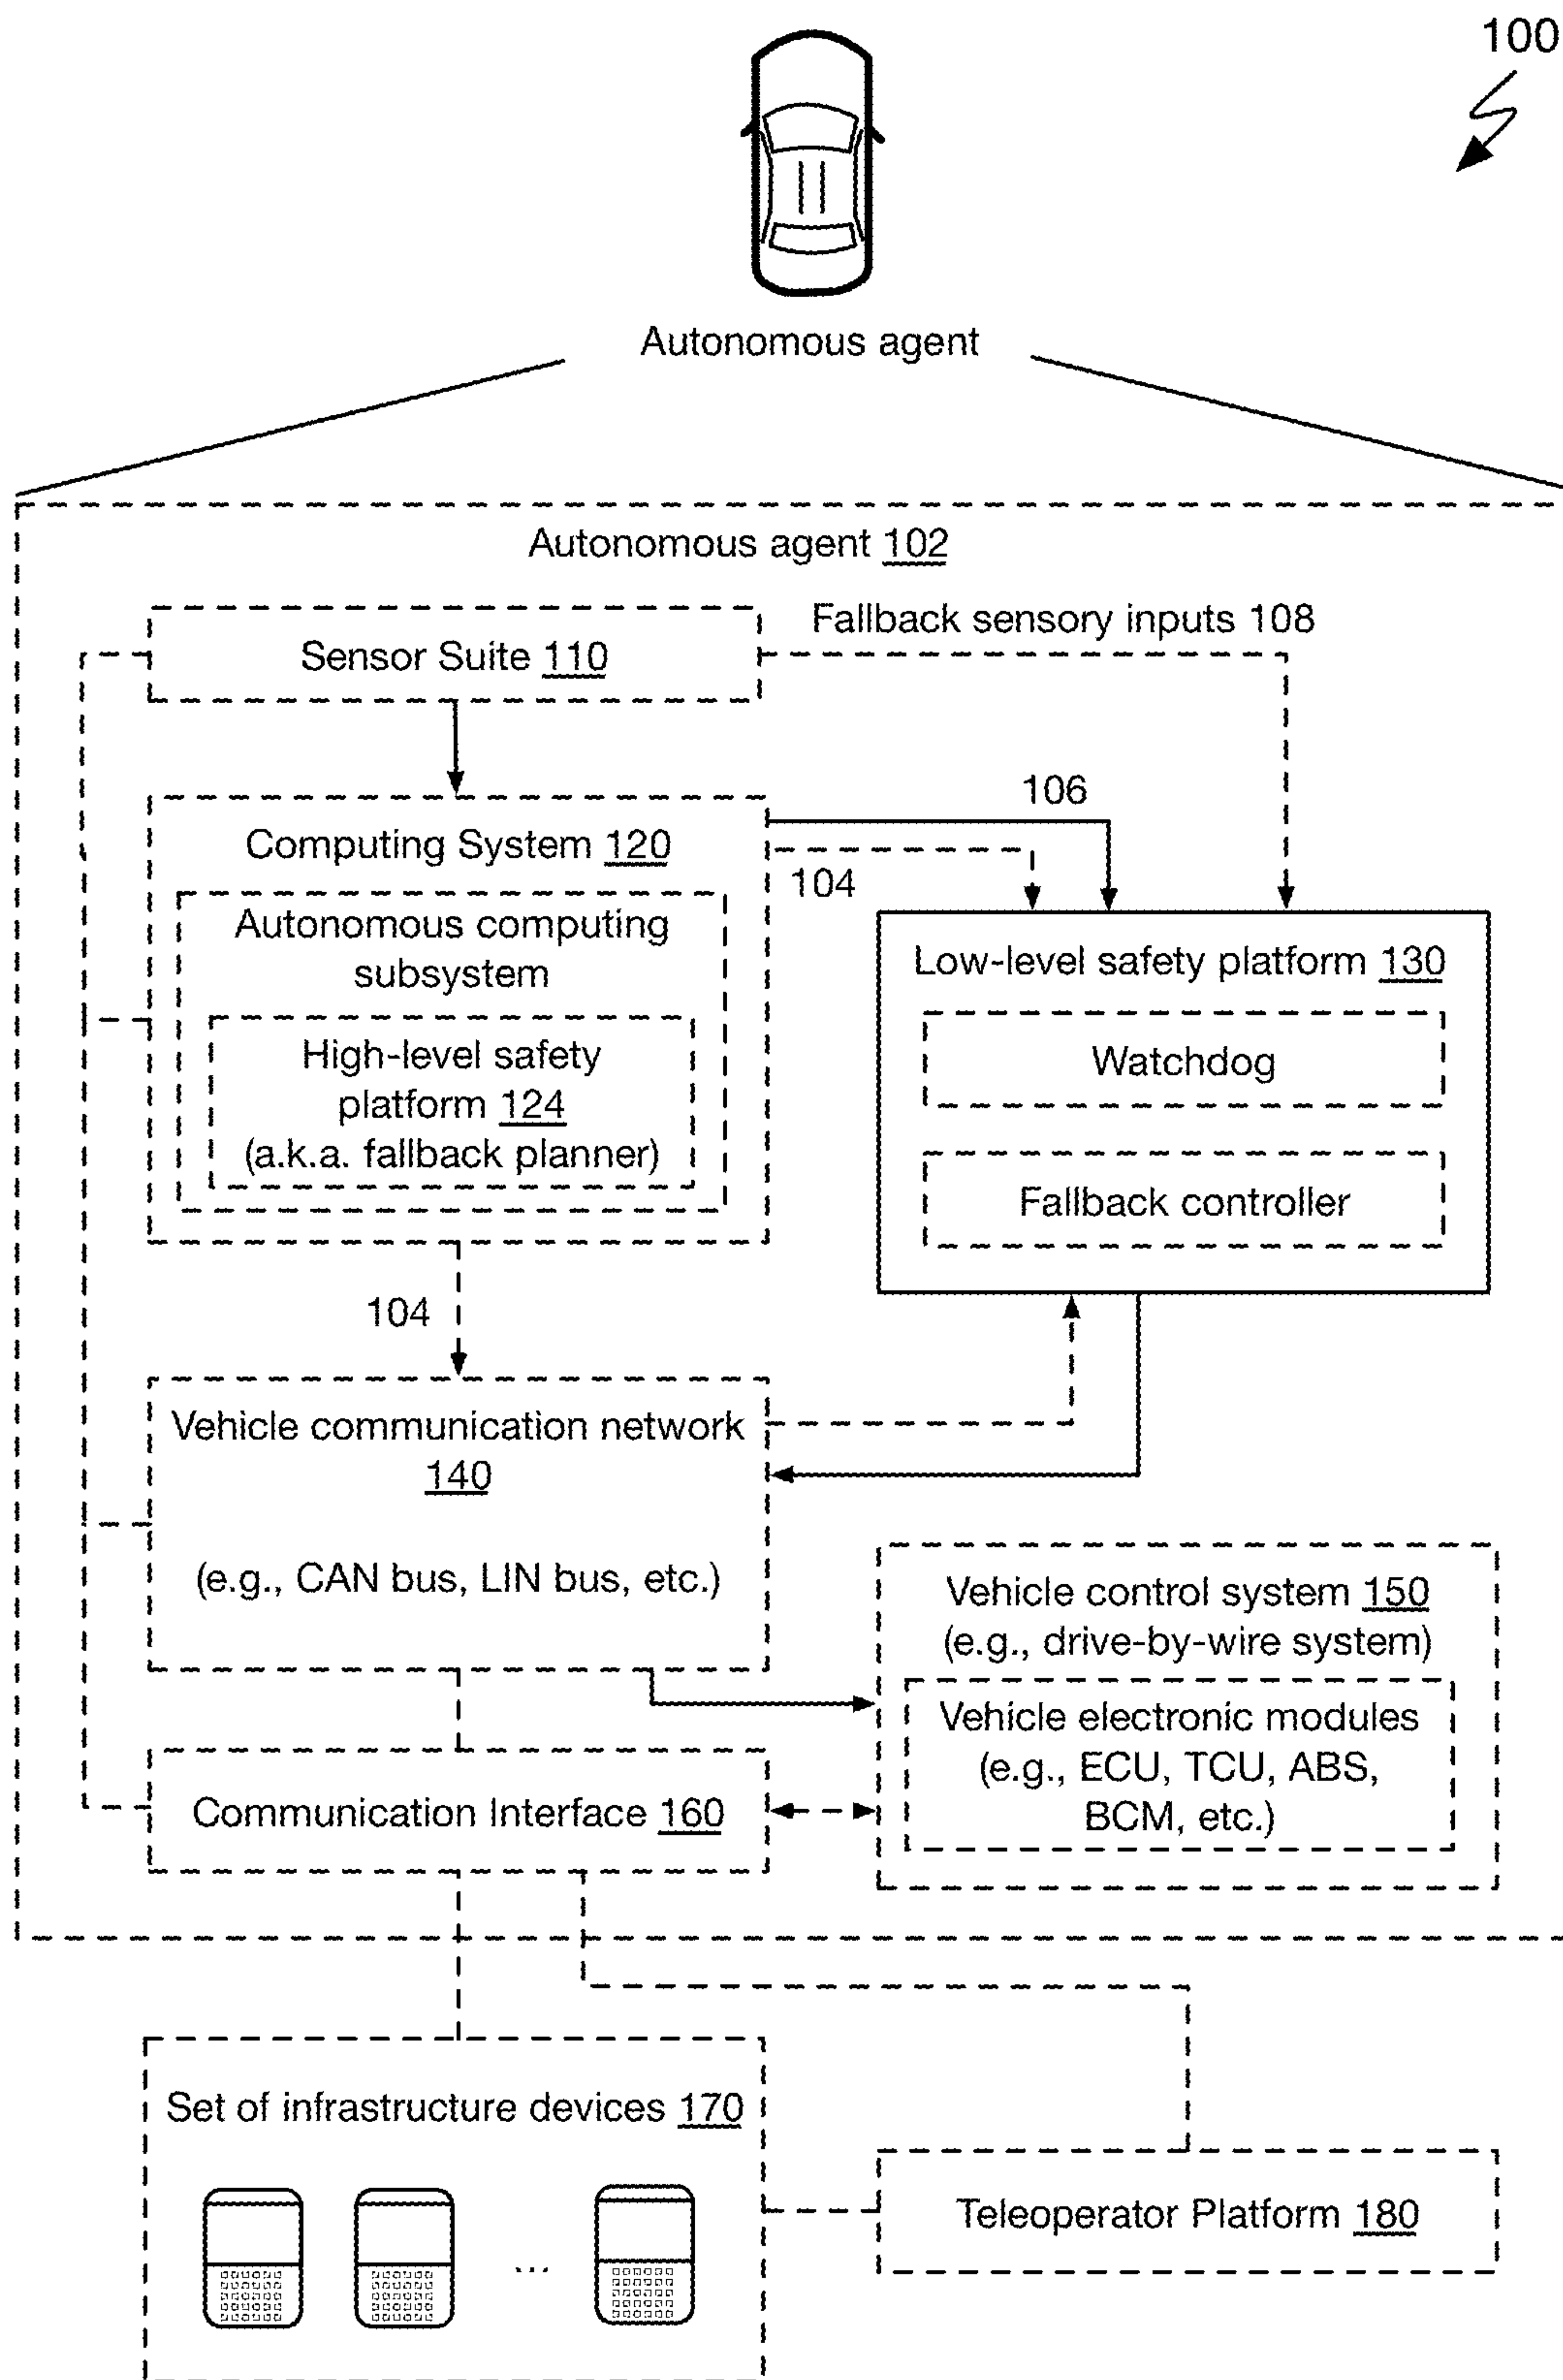 100
Autonomous agent
Autonomous agent 102
Sensor Suite 110
Fallback sensory inputs 108
106
104
Computing System 120
Autonomous computing
subsystem
High-level safety
platform 124
(a.k.a. fallback planner)
Low-level safety platform 130
Watchdog
Fallback controller
104
Vehicle communication network
140
(e.g., CAN bus, LIN bus, etc.)
Vehicle control system 150
(e.g., drive-by-wire system)
Vehicle electronic modules
(e.g., ECU, TCU, ABS,
BCM, etc.)
Communication Interface 160
Set of infrastructure devices 170
...
Teleoperator Platform 180